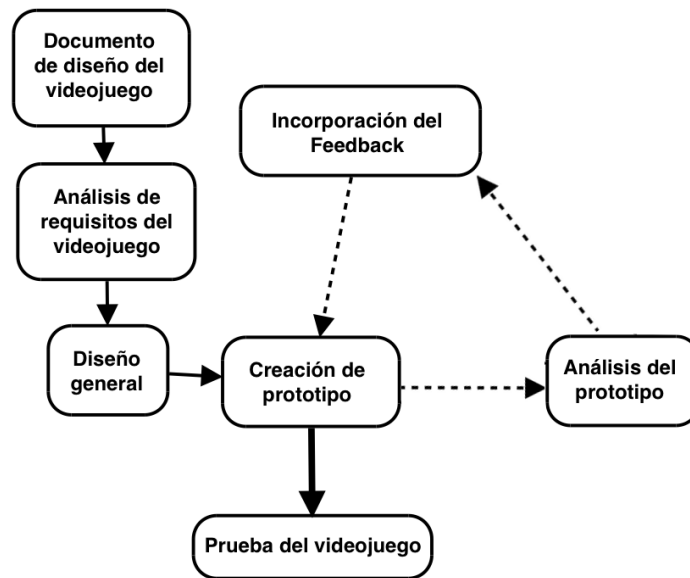 Documento
de diseño del
videojuego
Incorporación del
Feedback
Análisis de
requisitos del
videojuego
Diseño
general
Creación de
prototipo
Análisis del
prototipo
Prueba del videojuego